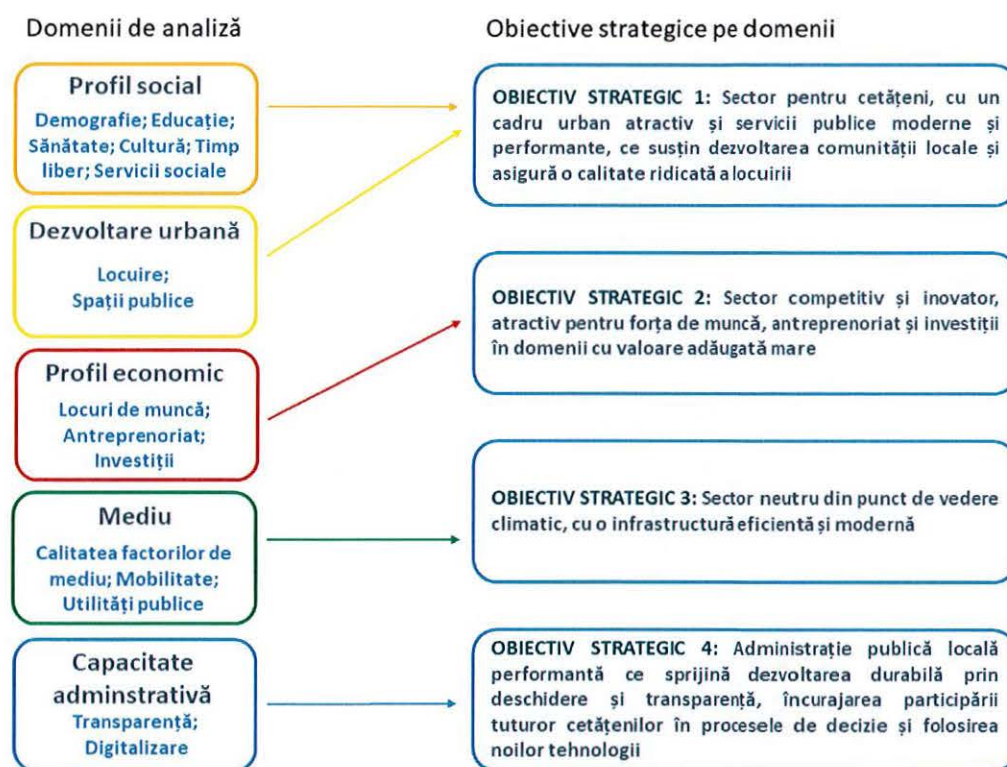 Domenii de analiză
Obiective strategice pe domenii
Profil social
Demografie; Educație;
Sănătate; Cultură; Timp
liber; Servicii sociale
Dezvoltare urbană
Locuire;
Spații publice
Profil economic
Locuri de muncă;
Antreprenoriat;
Investiții
Mediu
Calitatea factorilor de
mediu; Mobilitate;
Utilități publice
Capacitate
adminstrativă
Transparență;
Digitalizare
OBIECTIV STRATEGIC 1: Sector pentru cetățeni, cu un
cadru urban atractiv și servicii publice moderne și
performante, ce susțin dezvoltarea comunității locale și
asigură o calitate ridicată a locuirii
OBIECTIV STRATEGIC 2: Sector competitiv și inovator,
atractiv pentru forța de muncă, antreprenoriat și investiții
în domenii cu valoare adăugată mare
OBIECTIV STRATEGIC 3: Sector neutru din punct de vedere
climatic, cu o infrastructură eficientă și modernă
OBIECTIV STRATEGIC 4: Administrație publică locală
performantă ce sprijină dezvoltarea durabilă prin
deschidere și transparență, încurajarea participării
tuturor cetățenilor în procesele de decizie și folosirea
noilor tehnologii